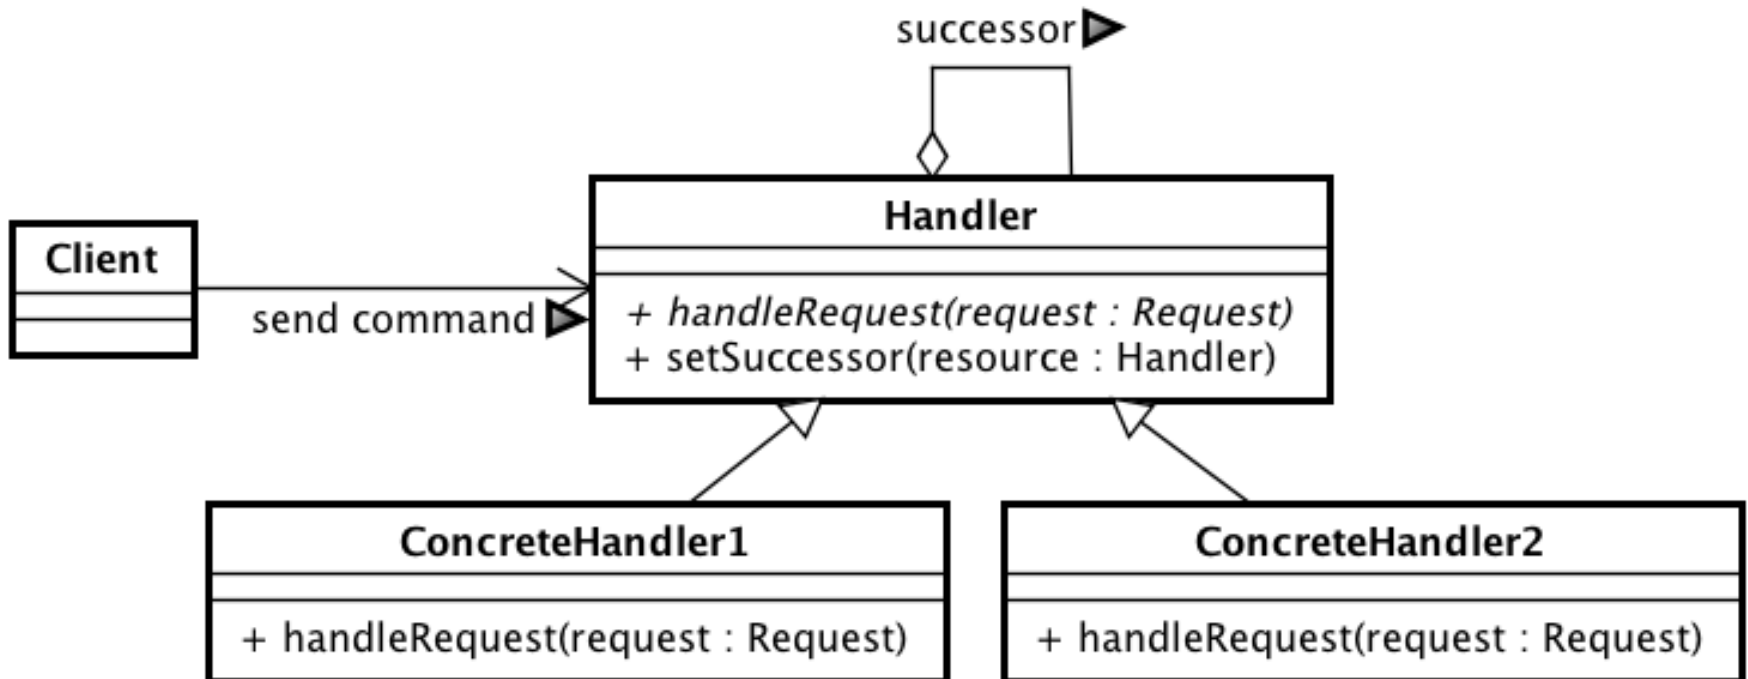 successor
Handler
Client
send command
+ handleRequest(request : Request)
+ setSuccessor(resource : Handler)
ConcreteHandler1
ConcreteHandler2
+ handleRequest(request : Request)
+ handleRequest(request : Request)